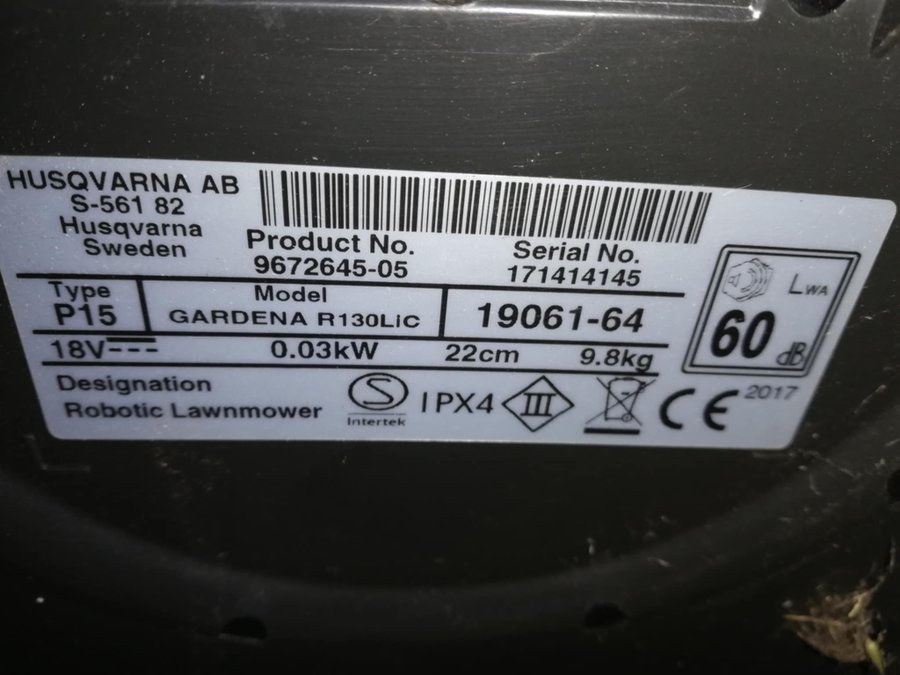 HUSQVARNA AB
S-561 82
Husqvarna
Sweden
Product No.
9672645-05
Serial No.
171414145
Type
P15
Model
GARDENA R130LiC
19061-64
LWA
60 dB
18V
0.03kW
22cm
9.8kg
Designation
Robotic Lawnmower
S
Intertek
IPX4
III
CE
2017